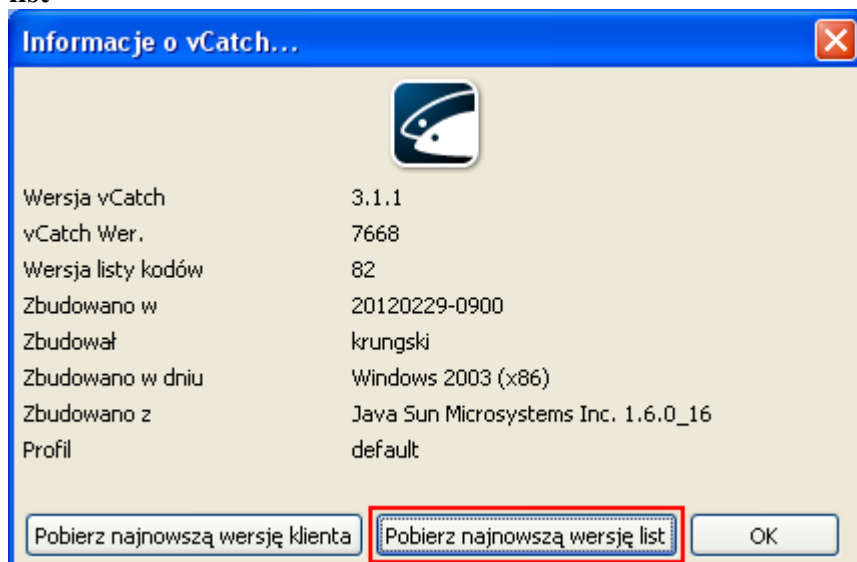 list
Informacje o vCatch...
Wersja vCatch 3.1.1
vCatch Wer. 7668
Wersja listy kodów 82
Zbudowano w 20120229-0900
Zbudował krungski
Zbudowano w dniu Windows 2003 (x86)
Zbudowano z Java Sun Microsystems Inc. 1.6.0_16
Profil default
Pobierz najnowszą wersję klienta Pobierz najnowszą wersję list OK